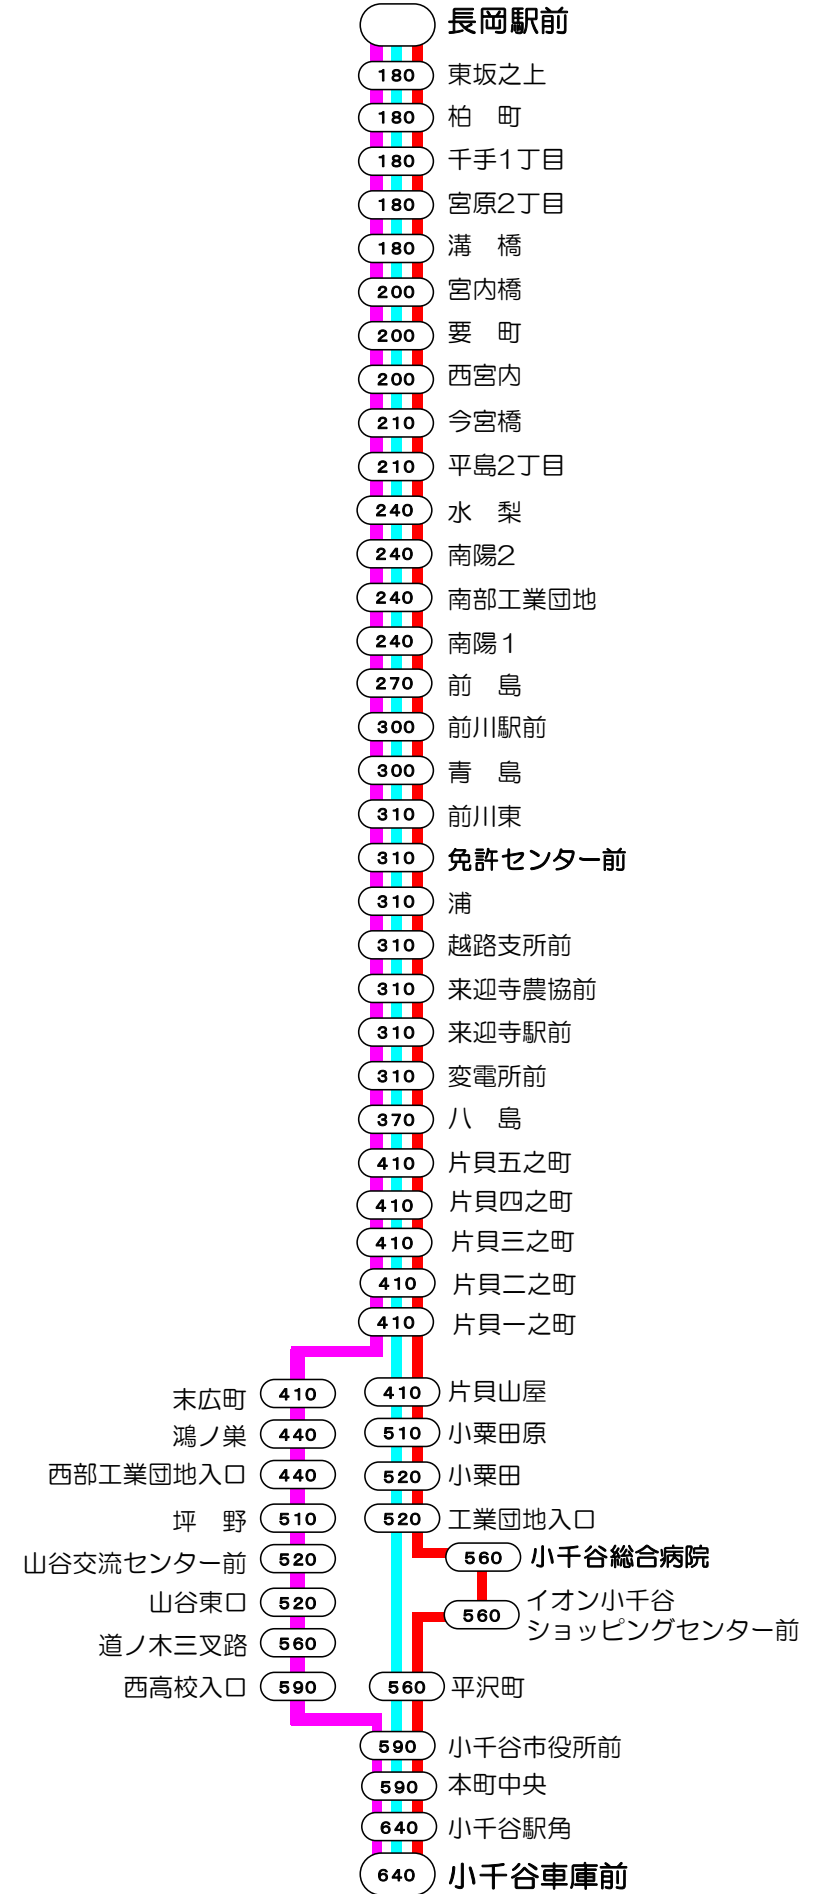 長岡駅前
180 東坂之上
180 柏　町
180 千手1丁目
180 宮原2丁目
180 溝　橋
200 宮内橋
200 要　町
200 西宮内
210 今宮橋
210 平島2丁目
240 水　梨
240 南陽2
240 南部工業団地
240 南陽1
270 前　島
300 前川駅前
300 青　島
310 前川東
310 免許センター前
310 浦
310 越路支所前
310 来迎寺農協前
310 来迎寺駅前
310 変電所前
370 八　島
410 片貝五之町
410 片貝四之町
410 片貝三之町
410 片貝二之町
410 片貝一之町
末広町 410
鴻ノ巣 440
西部工業団地入口 440
坪　野 510
山谷交流センター前 520
山谷東口 520
道ノ木三叉路 560
西高校入口 590
410 片貝山屋
510 小粟田原
520 小粟田
520 工業団地入口
560 小千谷総合病院
560 イオン小千谷
ショッピングセンター前
560 平沢町
590 小千谷市役所前
590 本町中央
640 小千谷駅角
640 小千谷車庫前